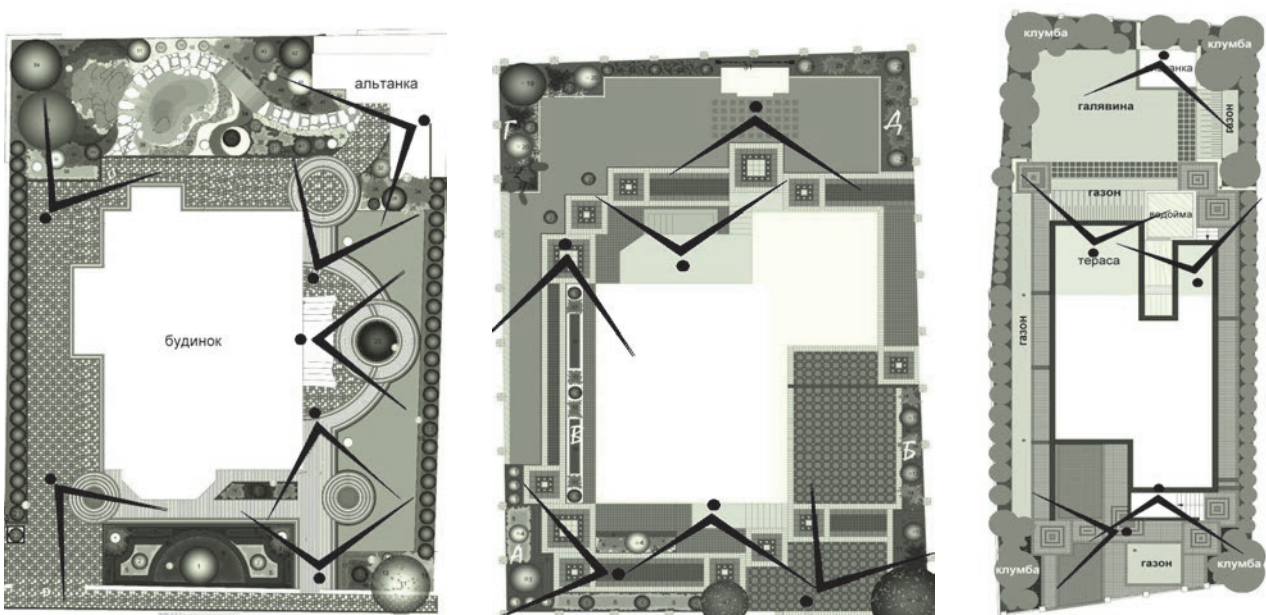 альтанка
будинок
Г
Д
В
Б
А
клумба
клумба
галявина
газон
газон
водойма
тераса
газон
клумба
газон
клумба